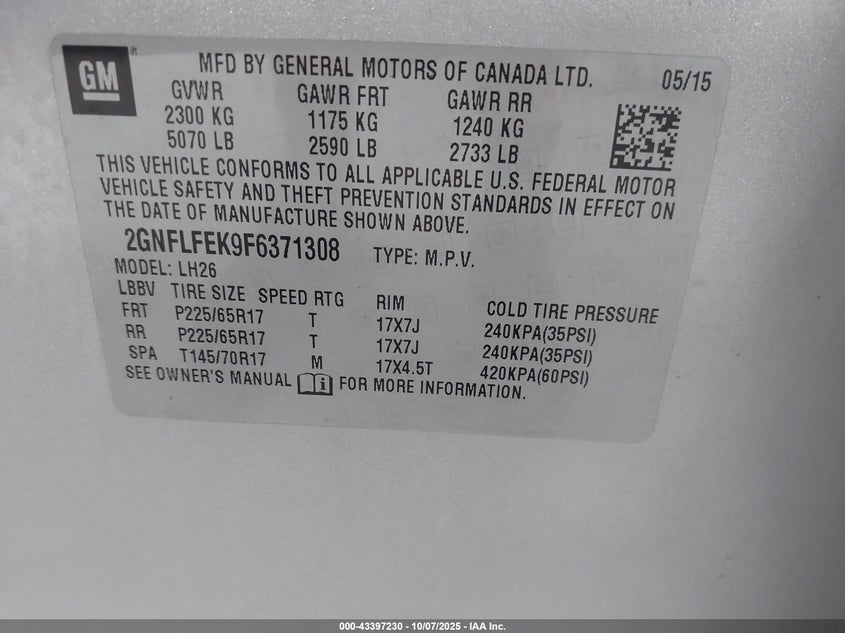 GM
MFD BY GENERAL MOTORS OF CANADA LTD. 05/15
GVWR GAWR FRT GAWR RR
2300 KG 1175 KG 1240 KG
5070 LB 2590 LB 2733 LB
THIS VEHICLE CONFORMS TO ALL APPLICABLE U.S. FEDERAL MOTOR
VEHICLE SAFETY AND THEFT PREVENTION STANDARDS IN EFFECT ON
THE DATE OF MANUFACTURE SHOWN ABOVE.
2GNFLFEK9F6371308 TYPE: M.P.V.
MODEL: LH26
LBBV TIRE SIZE SPEED RTG RIM COLD TIRE PRESSURE
FRT P225/65R17 T 17X7J 240KPA(35PSI)
RR P225/65R17 T 17X7J 240KPA(35PSI)
SPA T145/70R17 M 17X4.5T 420KPA(60PSI)
SEE OWNER'S MANUAL FOR MORE INFORMATION.
000-43397230 - 10/07/2025 - IAA Inc.